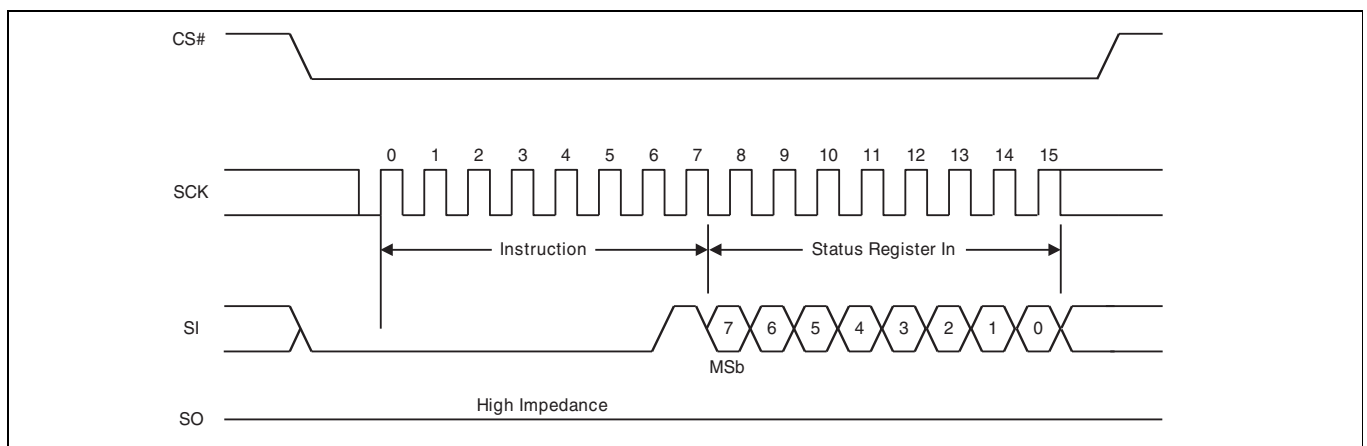 CS#
0 1 2 3 4 5 6 7 8 9 10 11 12 13 14 15
SCK
Instruction Status Register In
SI 7 6 5 4 3 2 1 0
MSb
High Impedance
SO